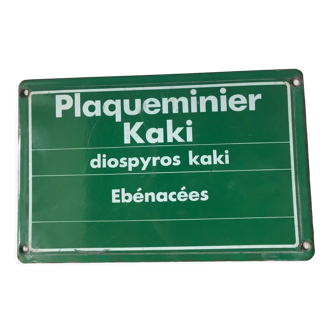 Plaqueminier
Kaki
diospyros kaki
Ebénacées